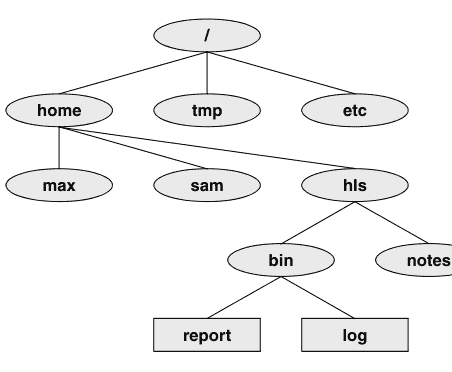 /
home tmp etc
max sam hls
bin notes
report log